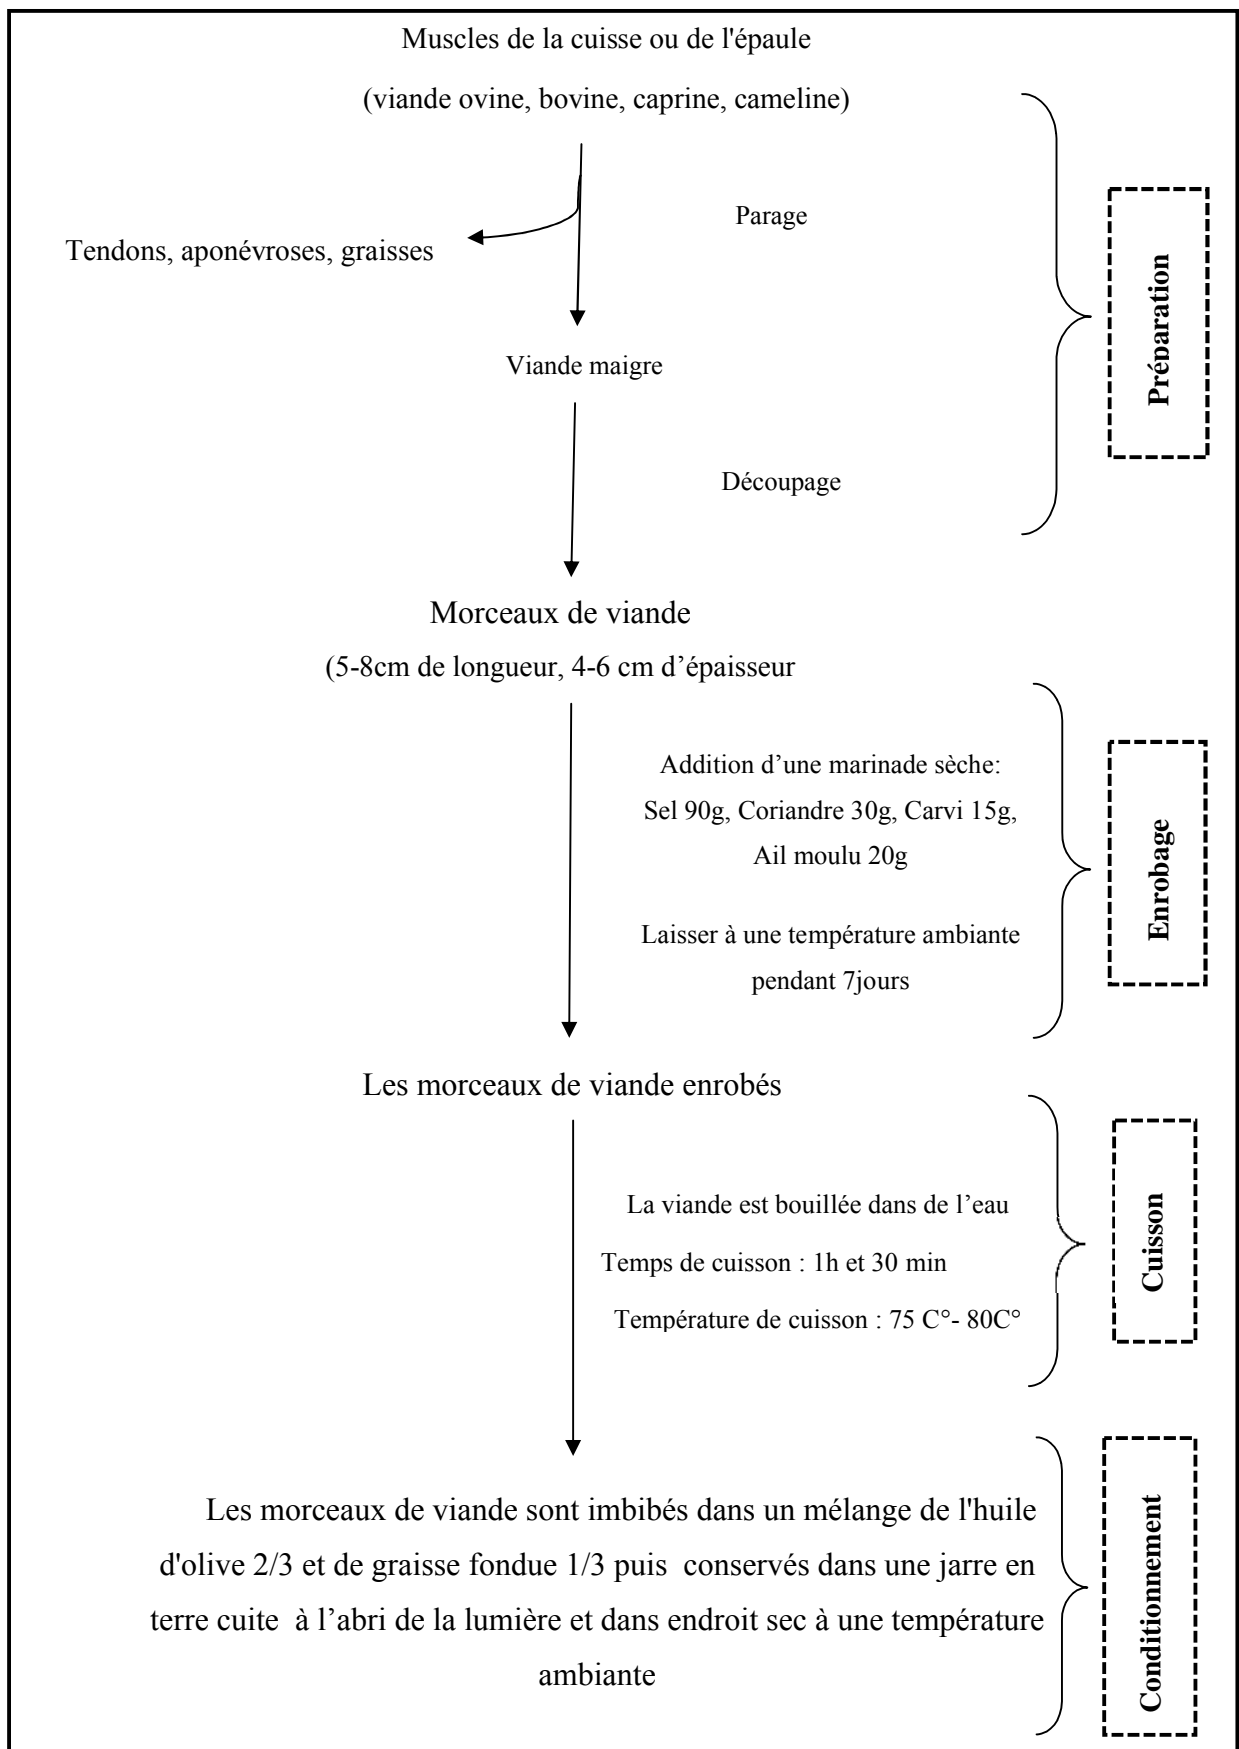 Muscles de la cuisse ou de l'épaule
(viande ovine, bovine, caprine, cameline)
Parage
Tendons, aponévroses, graisses
Préparation
Viande maigre
Découpage
Morceaux de viande
(5-8cm de longueur, 4-6 cm d’épaisseur
Addition d’une marinade sèche:
Sel 90g, Coriandre 30g, Carvi 15g,
Ail moulu 20g
Enrobage
Laisser à une température ambiante
pendant 7jours
Les morceaux de viande enrobés
La viande est bouillée dans de l’eau
Temps de cuisson : 1h et 30 min
Température de cuisson : 75 C°- 80C°
Cuisson
Les morceaux de viande sont imbibés dans un mélange de l'huile
d'olive 2/3 et de graisse fondue 1/3 puis conservés dans une jarre en
terre cuite à l’abri de la lumière et dans endroit sec à une température
ambiante
Conditionnement